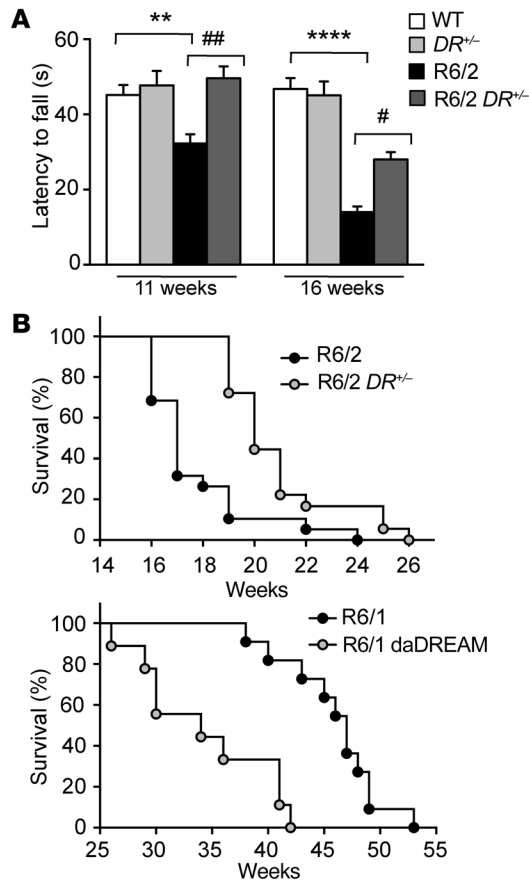 A
** ## **** #
WT
DR+/–
R6/2
R6/2 DR+/–
Latency to fall (s)
60
40
20
0
11 weeks 16 weeks
B
Survival (%)
100
80
60
40
20
0
R6/2
R6/2 DR+/–
14 16 18 20 22 24 26
Weeks
Survival (%)
100
80
60
40
20
0
R6/1
R6/1 daDREAM
25 30 35 40 45 50 55
Weeks